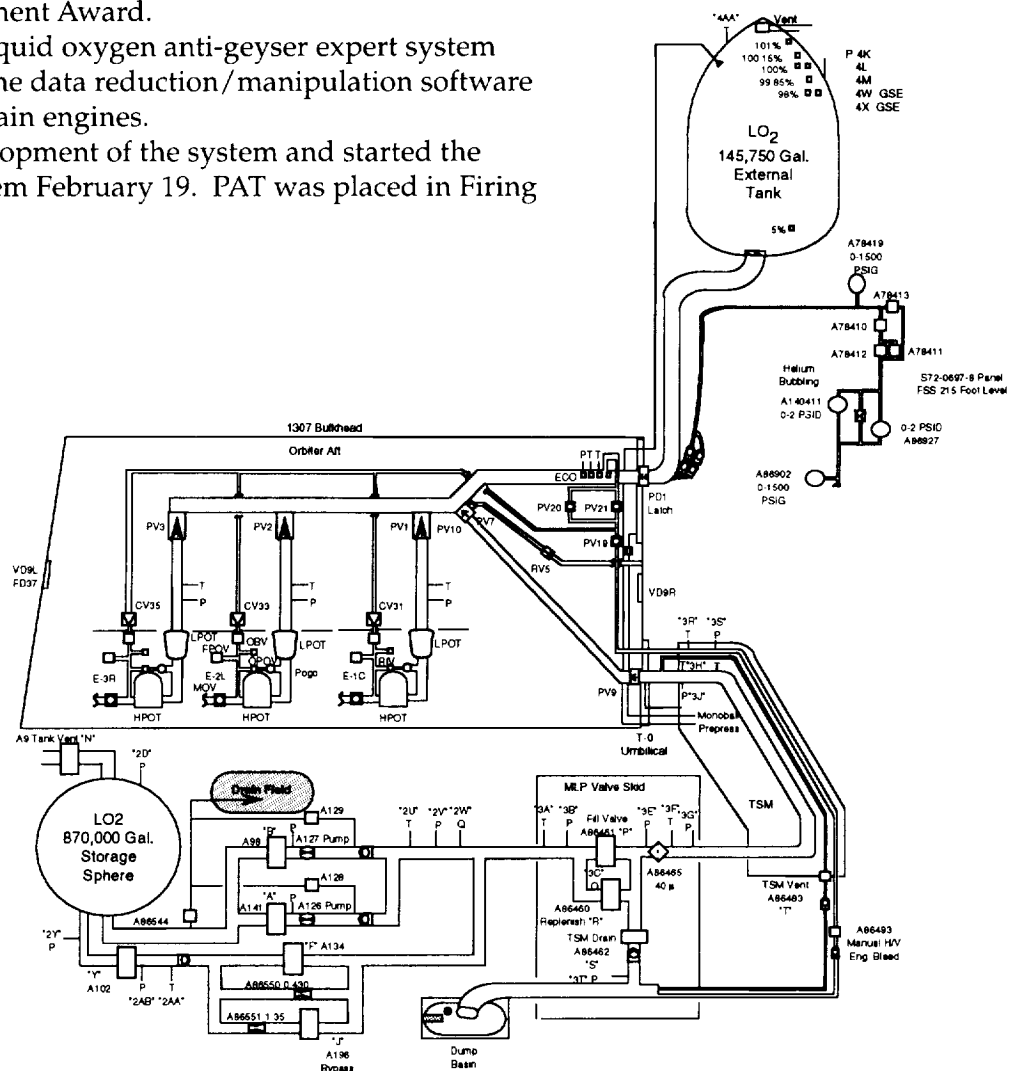 nent Award.
quid oxygen anti-geyser expert system
ne data reduction/manipulation software
ain engines.
opment of the system and started the
em February 19. PAT was placed in Firing
"4AA"
T
Vent
101%
100 15%
100%
99 85%
98%
P 4K
4L
4M
4W GSE
4X GSE
LO2
145,750 Gal.
External
Tank
5%
A78419
0-1500
PSIG
A78413
A78410
A78412
A78411
Helium
Bubbling
S72-0697-8 Panel
FSS 215 Foot Level
A140411
0-2 PSID
0-2 PSID
A86927
A86902
0-1500
PSIG
1307 Bulkhead
Orbiter Aft
P T T
ECO
PD1
Latch
PV20
PV21
PV3
PV2
PV1
PV10
PV7
PV19
RV5
VD9L
FD37
VD9R
T
P
T
P
T
P
CV35
CV33
CV31
LPOT
LPOT
LPOT
FPOV
OBV
OPOV
BIV
Pogo
E-3R
E-2L
E-1C
MOV
HPOT
HPOT
HPOT
"3R"
T
"3S"
P
T"3H"
T
PV9
P"3J"
Monoball
Prepress
T-0
Umbilical
A9 Tank Vent "N"
"2D"
P
Drain Field
LO2
870,000 Gal.
Storage
Sphere
A129
"B"
P
A127 Pump
A98
A128
"A"
P
A126 Pump
A141
A86544
"2U"
T
"2V"
P
"2W"
Q
MLP Valve Skid
"3A"
T
"3B"
P
Fill Valve
A86461 "P"
"3E"
P
"3F"
T
"3G"
P
TSM
"3C"
Q
A86465
40 µ
A86460
Replenish "R"
TSM Drain
A86462
"S"
"3T" P
TSM Vent
A86483
"T"
A86493
Manual H/V
Eng. Bleed
"2Y"
P
"Y"
A102
P
"2AB"
T
"2AA"
"F" A134
A86550 0.430
A86551 1.35
"J"
A196
Bypass
Dump
Basin